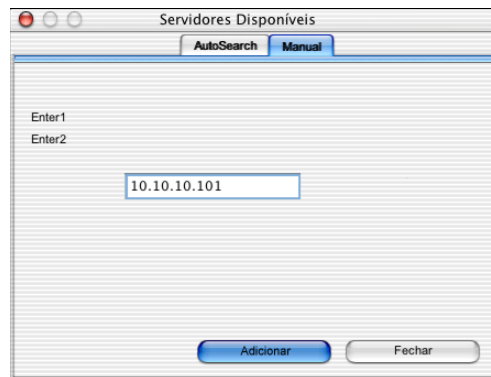 Servidores Disponíveis
AutoSearch Manual
Enter1
Enter2
10.10.10.101
Adicionar Fechar